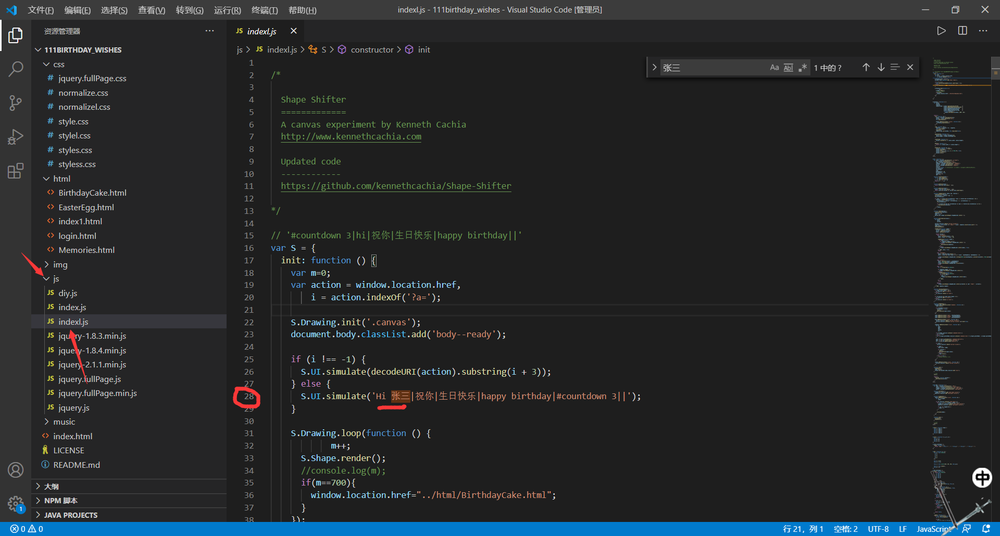 文件(F) 编辑(E) 选择(S) 查看(V) 转到(G) 运行(R) 终端(T) 帮助(H) indexl.js - 111birthday_wishes - Visual Studio Code [管理员]
资源管理器
111BIRTHDAY_WISHES
css
# jquery.fullPage.css
# normalize.css
# normalizel.css
# style.css
# stylel.css
# styles.css
# styless.css
html
<> BirthdayCake.html
<> EasterEgg.html
<> index1.html
<> login.html
<> Memories.html
img
js
JS diy.js
JS index.js
JS indexl.js
JS jquery-1.8.3.min.js
JS jquery-1.8.4.min.js
JS jquery-2.1.1.min.js
JS jquery.fullPage.js
JS jquery.fullPage.min.js
JS jquery.js
music
<> index.html
LICENSE
README.md
大纲
NPM 脚本
JAVA PROJECTS
1
JS indexl.js
js > JS indexl.js > S > constructor > init
张三 Aa Abl .* 1 中的 ?
1
2 /*
3
4 Shape Shifter
5 =============
6 A canvas experiment by Kenneth Cachia
7 http://www.kennethcachia.com
8
9 Updated code
10 ------------
11 https://github.com/kennethcachia/Shape-Shifter
12
13 */
14
15 // '#countdown 3|hi|祝你|生日快乐|happy birthday||'
16 var S = {
17 init: function () {
18 var m=0;
19 var action = window.location.href,
20 i = action.indexOf('?a=');
21
22 S.Drawing.init('.canvas');
23 document.body.classList.add('body--ready');
24
25 if (i !== -1) {
26 S.UI.simulate(decodeURI(action).substring(i + 3));
27 } else {
28 S.UI.simulate('Hi 张三|祝你|生日快乐|happy birthday|#countdown 3||');
29 }
30
31 S.Drawing.loop(function () {
32 m++;
33 S.Shape.render();
34 //console.log(m);
35 if(m==700){
36 window.location.href="../html/BirthdayCake.html";
37 }
38 });
中
0 0 行 21，列 1 空格: 2 UTF-8 LF JavaScript